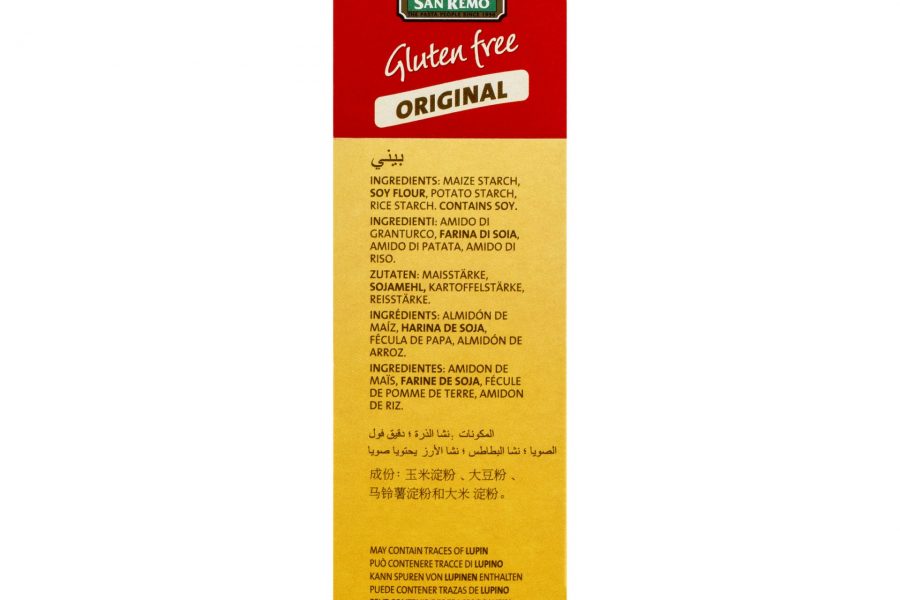 SAN REMO
THE PASTA PEOPLE SINCE 1936
Gluten free
ORIGINAL
بيني
INGREDIENTS: MAIZE STARCH,
SOY FLOUR, POTATO STARCH,
RICE STARCH. CONTAINS SOY.
INGREDIENTI: AMIDO DI
GRANTURCO, FARINA DI SOIA,
AMIDO DI PATATA, AMIDO DI
RISO.
ZUTATEN: MAISSTÄRKE,
SOJAMEHL, KARTOFFELSTÄRKE,
REISSTÄRKE.
INGRÉDIENTS: ALMIDÓN DE
MAÍZ, HARINA DE SOJA,
FÉCULA DE PAPA, ALMIDÓN DE
ARROZ.
INGREDIENTES: AMIDON DE
MAÏS, FARINE DE SOJA, FÉCULE
DE POMME DE TERRE, AMIDON
DE RIZ.
المكونات : نشا الذرة ؛ دقيق فول
الصويا ؛ نشا البطاطس ؛ نشا الأرز يحتويا صويا
成份：玉米淀粉 、大豆粉 、
马铃薯淀粉和大米 淀粉。
MAY CONTAIN TRACES OF LUPIN
PUÒ CONTENERE TRACCE DI LUPINO
KANN SPUREN VON LUPINEN ENTHALTEN
PUEDE CONTENER TRAZAS DE LUPINO